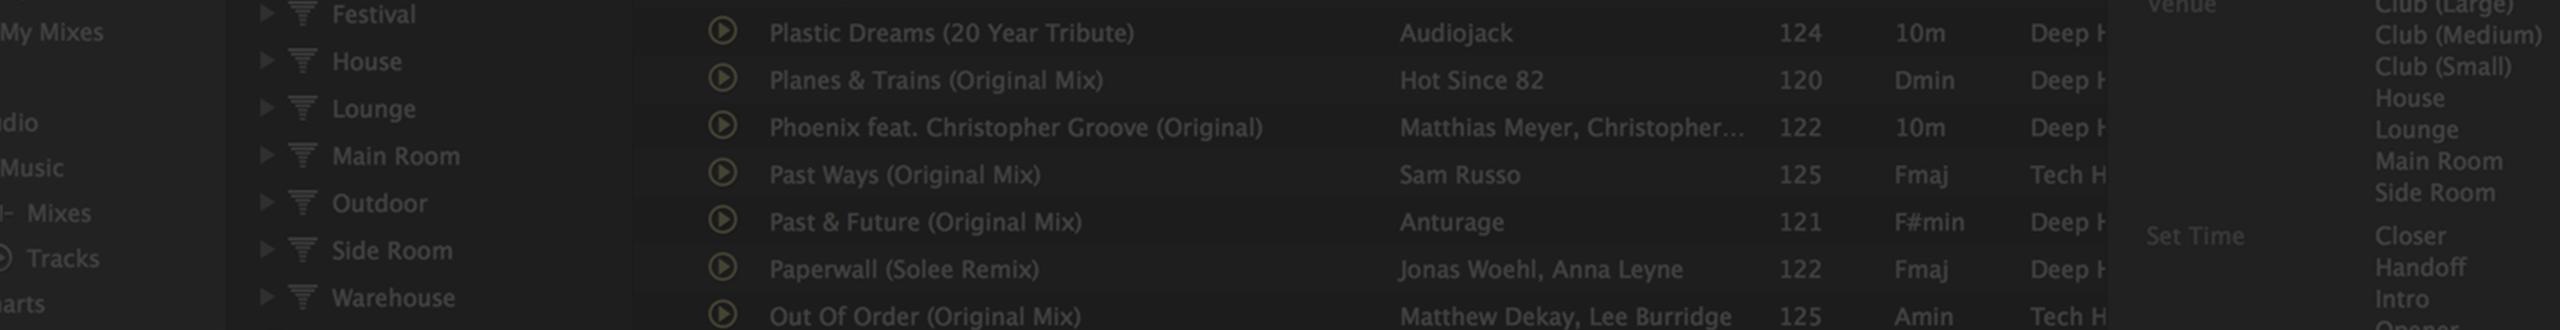 My Mixes
dio
Music
Mixes
Tracks
arts
Festival
House
Lounge
Main Room
Outdoor
Side Room
Warehouse
Plastic Dreams (20 Year Tribute) Audiojack 124 10m Deep H
Planes & Trains (Original Mix) Hot Since 82 120 Dmin Deep H
Phoenix feat. Christopher Groove (Original) Matthias Meyer, Christopher... 122 10m Deep H
Past Ways (Original Mix) Sam Russo 125 Fmaj Tech H
Past & Future (Original Mix) Anturage 121 F#min Deep H
Paperwall (Solee Remix) Jonas Woehl, Anna Leyne 122 Fmaj Deep H
Out Of Order (Original Mix) Matthew Dekay, Lee Burridge 125 Amin Tech H
Venue Club (Large)
Club (Medium)
Club (Small)
House
Lounge
Main Room
Side Room
Set Time Closer
Handoff
Intro
Opener